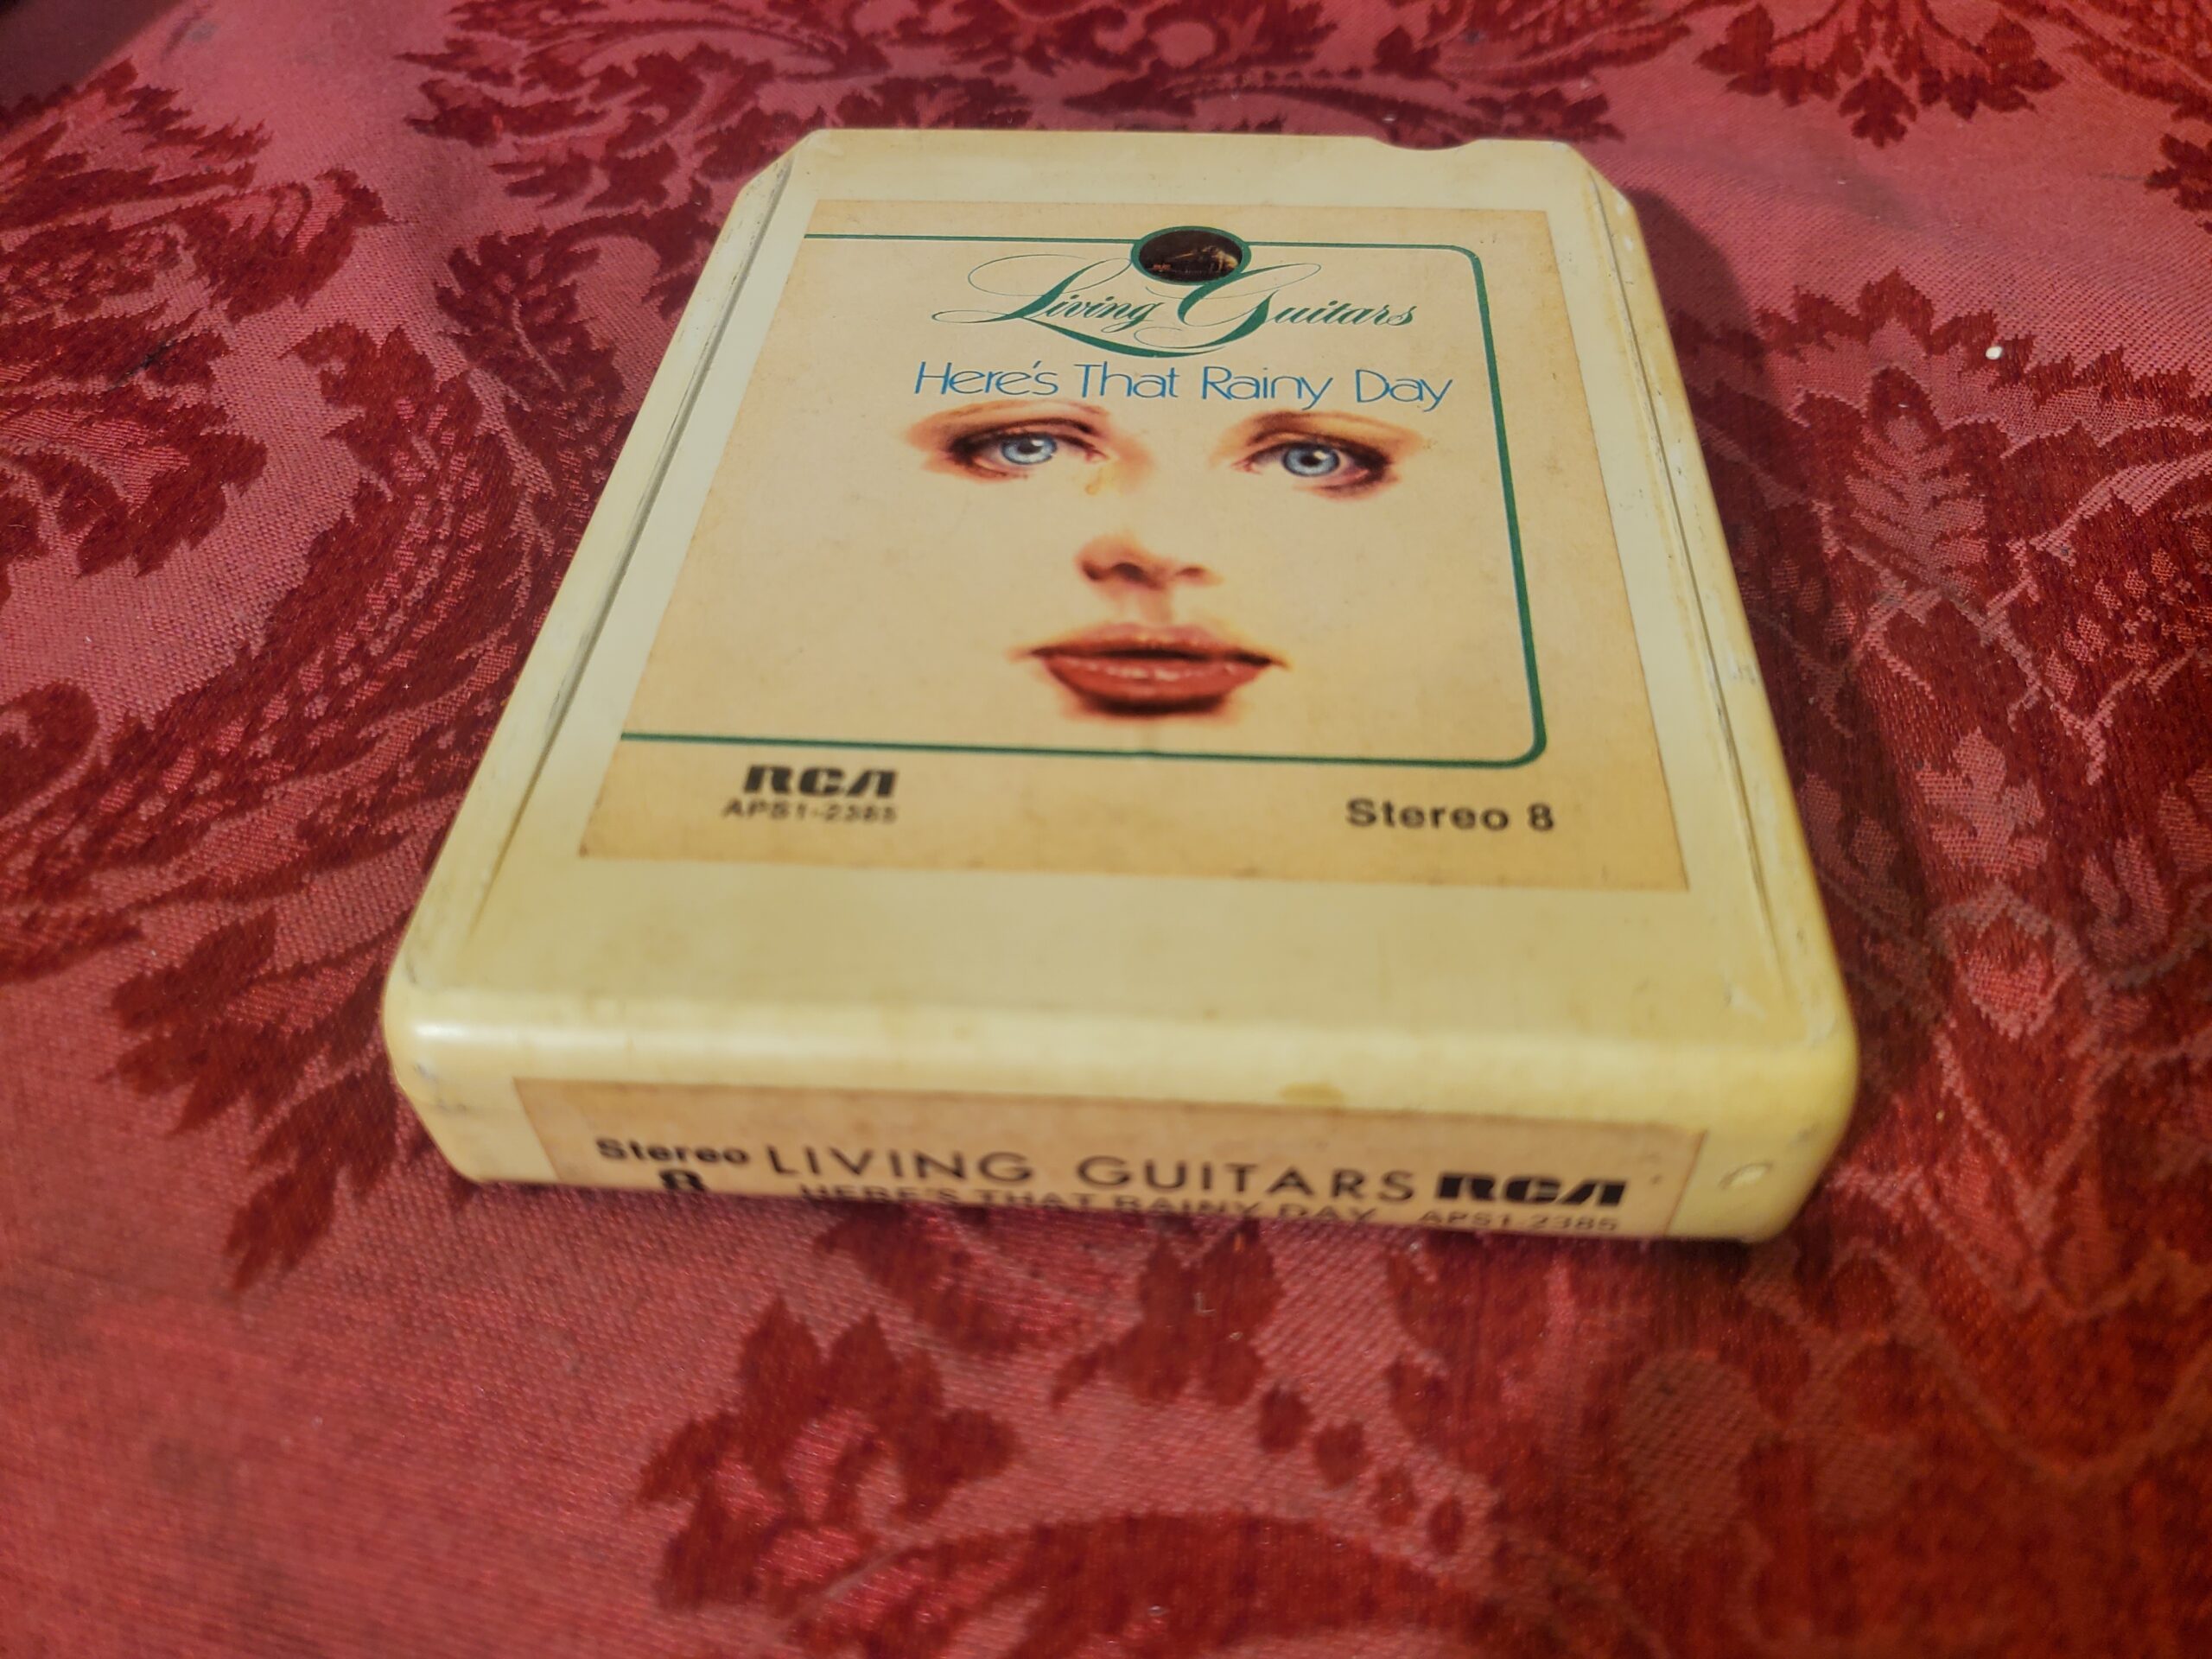 Living Guitars
Here's That Rainy Day
RCA
APS1-2385
Stereo 8
Stereo
8
LIVING GUITARS
HERE'S THAT RAINY DAY
RCA
APS1-2385